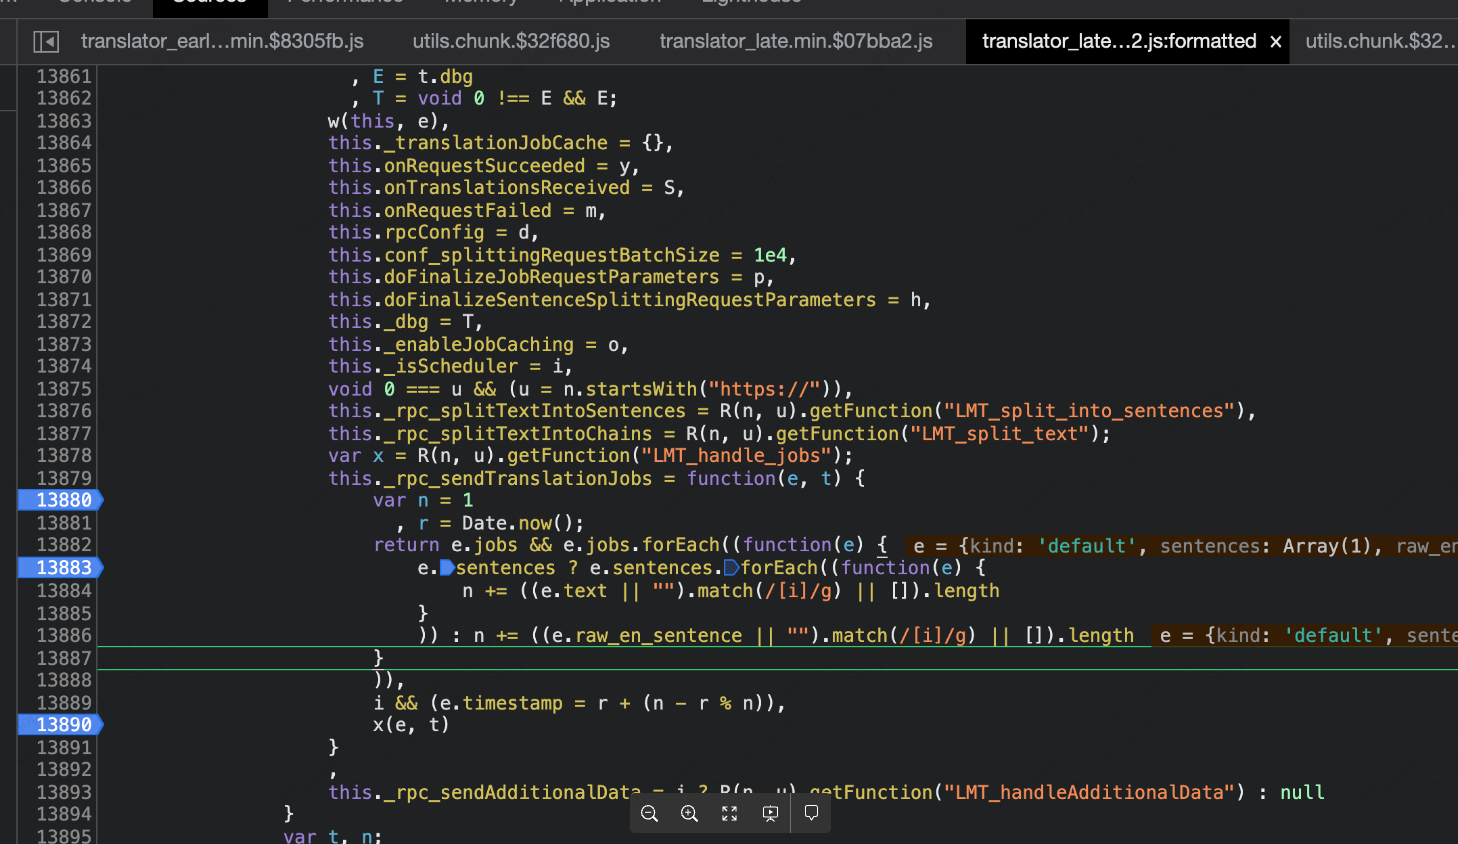 Console Sources Performance Memory Application Lighthouse
translator_earl…min.$8305fb.js utils.chunk.$32f680.js translator_late.min.$07bba2.js translator_late…2.js:formatted × utils.chunk.$32…
13861 , E = t.dbg
13862 , T = void 0 !== E && E;
13863 w(this, e),
13864 this._translationJobCache = {},
13865 this.onRequestSucceeded = y,
13866 this.onTranslationsReceived = S,
13867 this.onRequestFailed = m,
13868 this.rpcConfig = d,
13869 this.conf_splittingRequestBatchSize = 1e4,
13870 this.doFinalizeJobRequestParameters = p,
13871 this.doFinalizeSentenceSplittingRequestParameters = h,
13872 this._dbg = T,
13873 this._enableJobCaching = o,
13874 this._isScheduler = i,
13875 void 0 === u && (u = n.startsWith("https://")),
13876 this._rpc_splitTextIntoSentences = R(n, u).getFunction("LMT_split_into_sentences"),
13877 this._rpc_splitTextIntoChains = R(n, u).getFunction("LMT_split_text");
13878 var x = R(n, u).getFunction("LMT_handle_jobs");
13879 this._rpc_sendTranslationJobs = function(e, t) {
13880 var n = 1
13881 , r = Date.now();
13882 return e.jobs && e.jobs.forEach((function(e) { e = {kind: 'default', sentences: Array(1), raw_en
13883 e.sentences ? e.sentences.forEach((function(e) {
13884 n += ((e.text || "").match(/[i]/g) || []).length
13885 }
13886 )) : n += ((e.raw_en_sentence || "").match(/[i]/g) || []).length e = {kind: 'default', sente
13887 }
13888 )),
13889 i && (e.timestamp = r + (n - r % n)),
13890 x(e, t)
13891 }
13892 ,
13893 this._rpc_sendAdditionalData = i ? R(n, u).getFunction("LMT_handleAdditionalData") : null
13894 }
13895 var t, n;